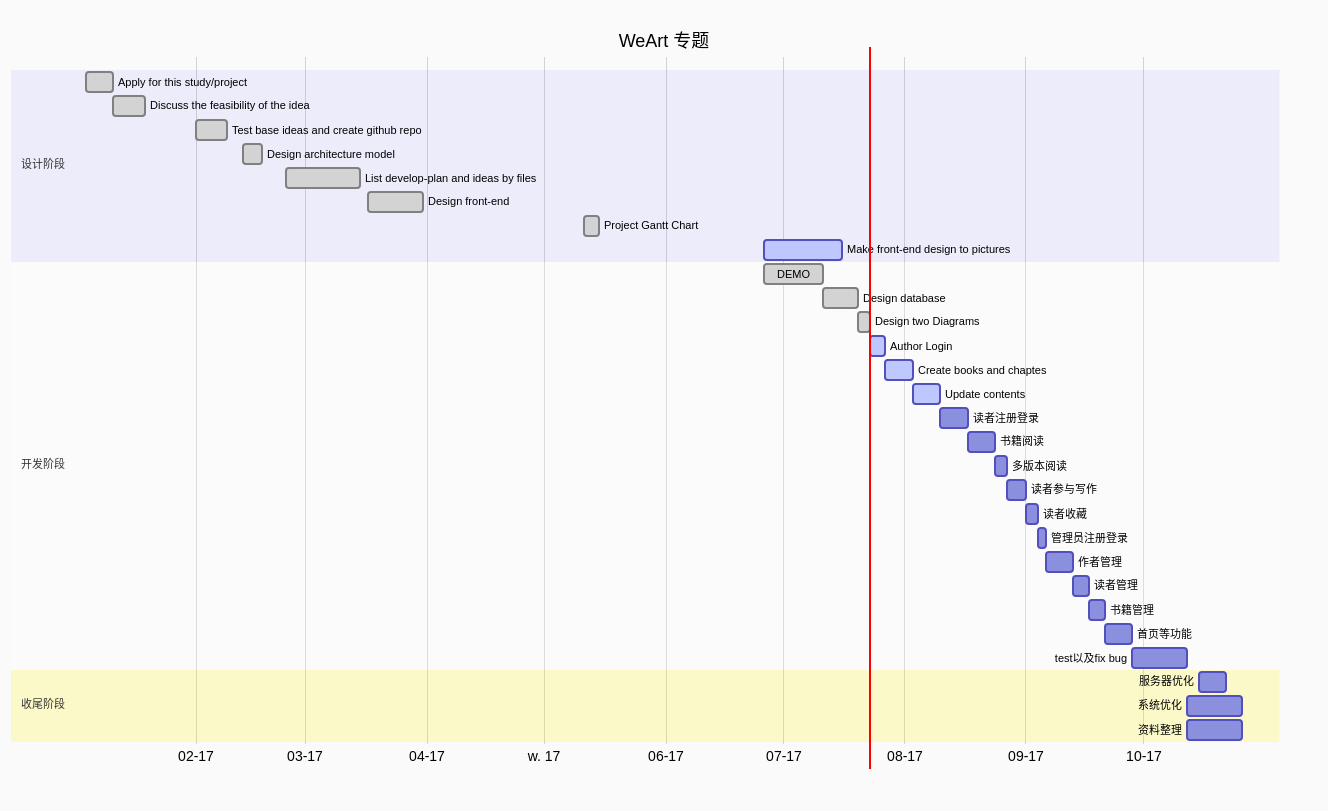 WeArt 专题
Apply for this study/project
Discuss the feasibility of the idea
Test base ideas and create github repo
Design architecture model
设计阶段
List develop-plan and ideas by files
Design front-end
Project Gantt Chart
Make front-end design to pictures
DEMO
Design database
Design two Diagrams
Author Login
Create books and chaptes
Update contents
读者注册登录
书籍阅读
开发阶段
多版本阅读
读者参与写作
读者收藏
管理员注册登录
作者管理
读者管理
书籍管理
首页等功能
test以及fix bug
服务器优化
收尾阶段
系统优化
资料整理
02-17 03-17 04-17 w. 17 06-17 07-17 08-17 09-17 10-17